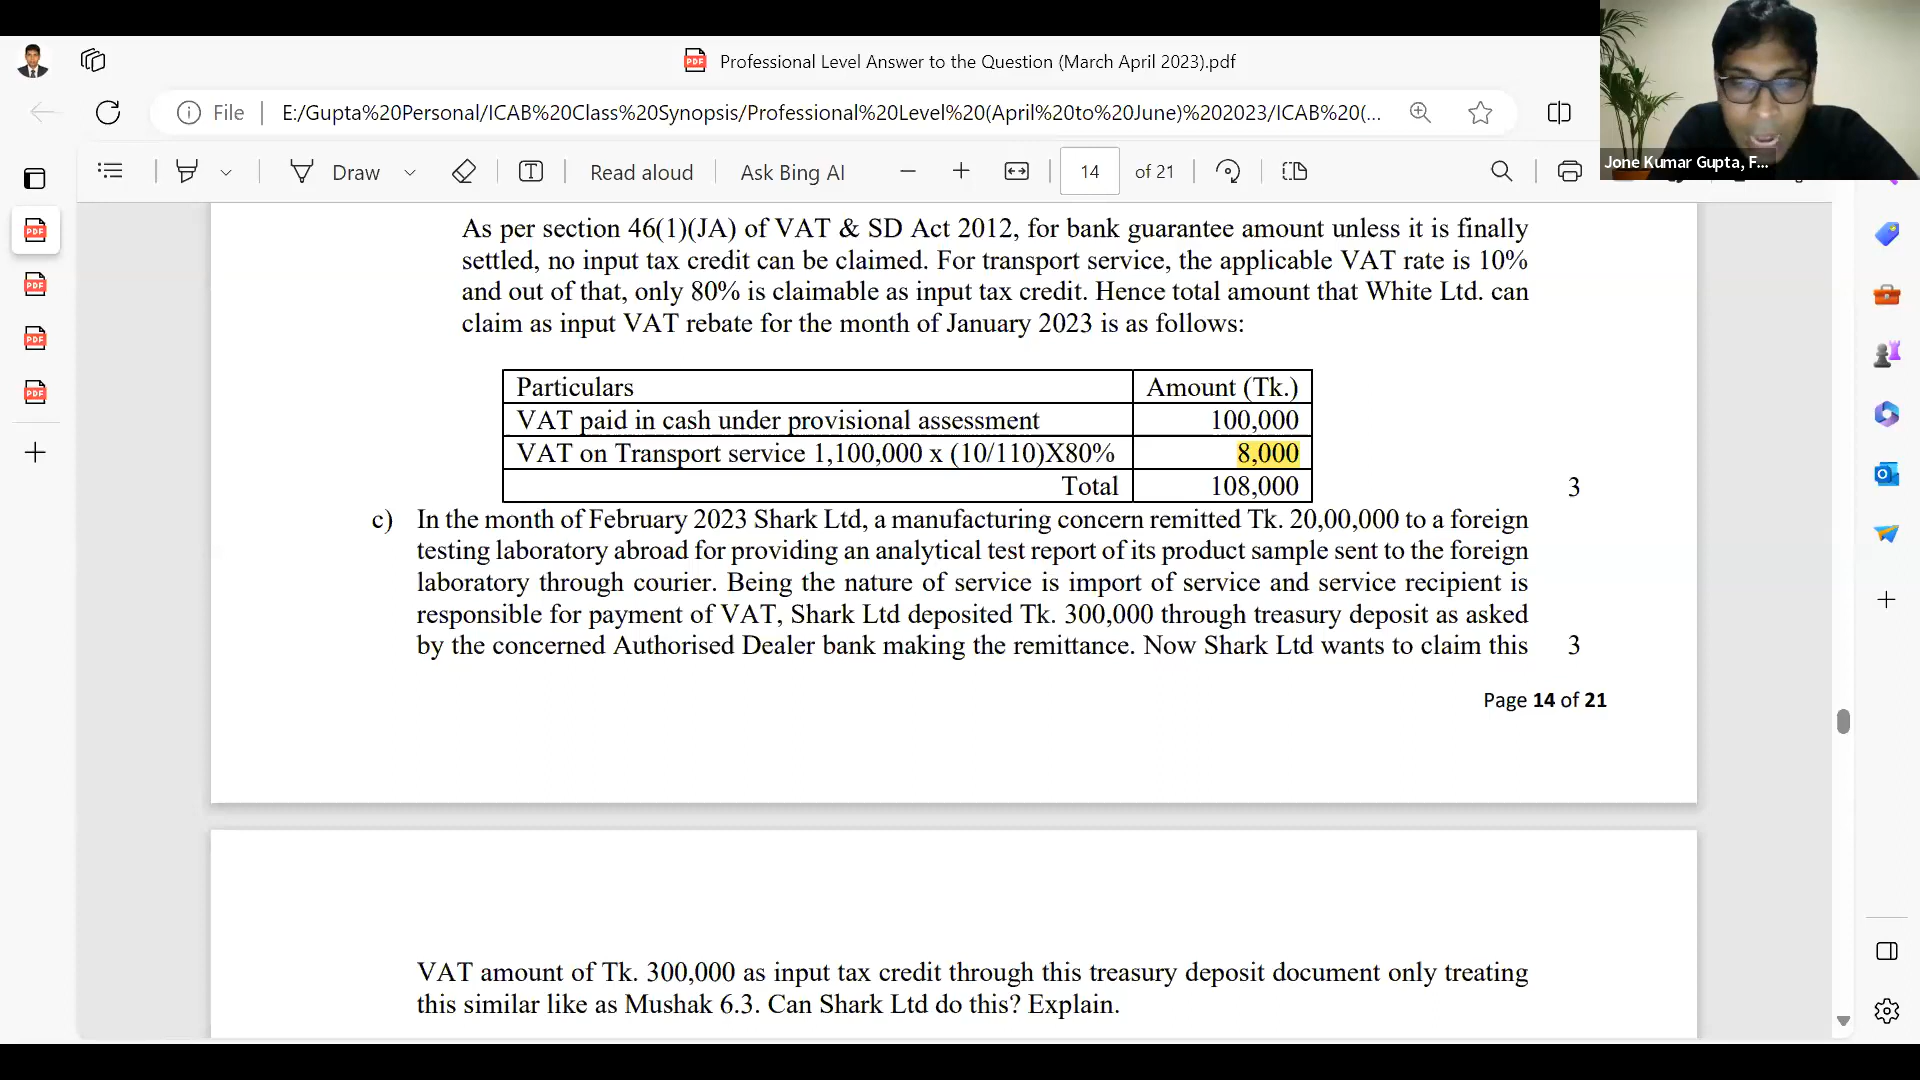 Professional Level Answer to the Question (March April 2023).pdf
File
E:/Gupta%20Personal/ICAB%20Class%20Synopsis/Professional%20Level%20(April%20to%20June)%202023/ICAB%20(...
Draw
Read aloud
Ask Bing AI
14
of 21
Jone Kumar Gupta, F...
As per section 46(1)(JA) of VAT & SD Act 2012, for bank guarantee amount unless it is finally
settled, no input tax credit can be claimed. For transport service, the applicable VAT rate is 10%
and out of that, only 80% is claimable as input tax credit. Hence total amount that White Ltd. can
claim as input VAT rebate for the month of January 2023 is as follows:
Particulars Amount (Tk.)
VAT paid in cash under provisional assessment 100,000
VAT on Transport service 1,100,000 x (10/110)X80% 8,000
Total 108,000
3
c) In the month of February 2023 Shark Ltd, a manufacturing concern remitted Tk. 20,00,000 to a foreign
testing laboratory abroad for providing an analytical test report of its product sample sent to the foreign
laboratory through courier. Being the nature of service is import of service and service recipient is
responsible for payment of VAT, Shark Ltd deposited Tk. 300,000 through treasury deposit as asked
by the concerned Authorised Dealer bank making the remittance. Now Shark Ltd wants to claim this 3
Page 14 of 21
VAT amount of Tk. 300,000 as input tax credit through this treasury deposit document only treating
this similar like as Mushak 6.3. Can Shark Ltd do this? Explain.